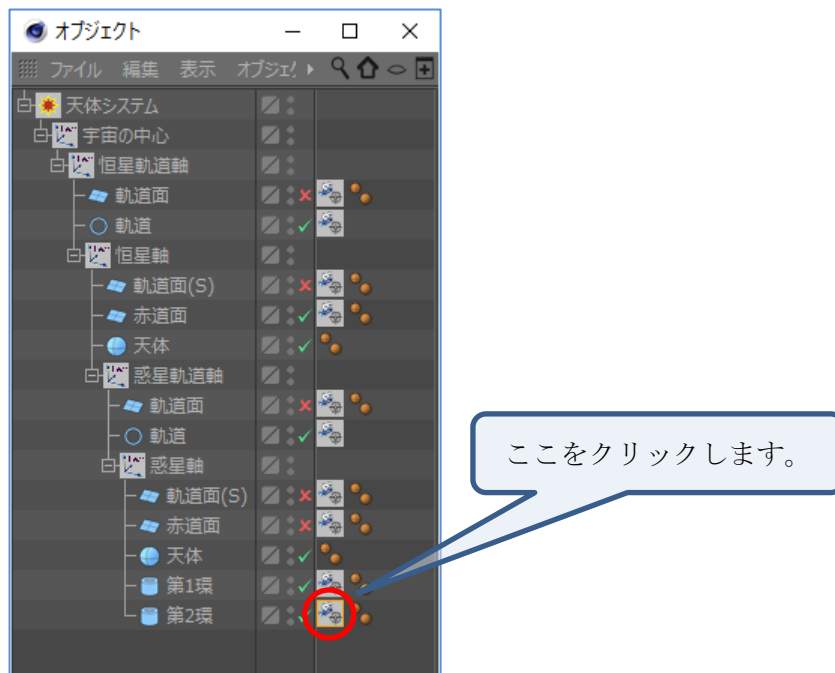 オブジェクト
ファイル 編集 表示 オブジェ
天体システム
宇宙の中心
恒星軌道軸
軌道面
軌道
恒星軸
軌道面(S)
赤道面
天体
惑星軌道軸
軌道面
軌道
惑星軸
軌道面(S)
赤道面
天体
第1環
第2環
ここをクリックします。